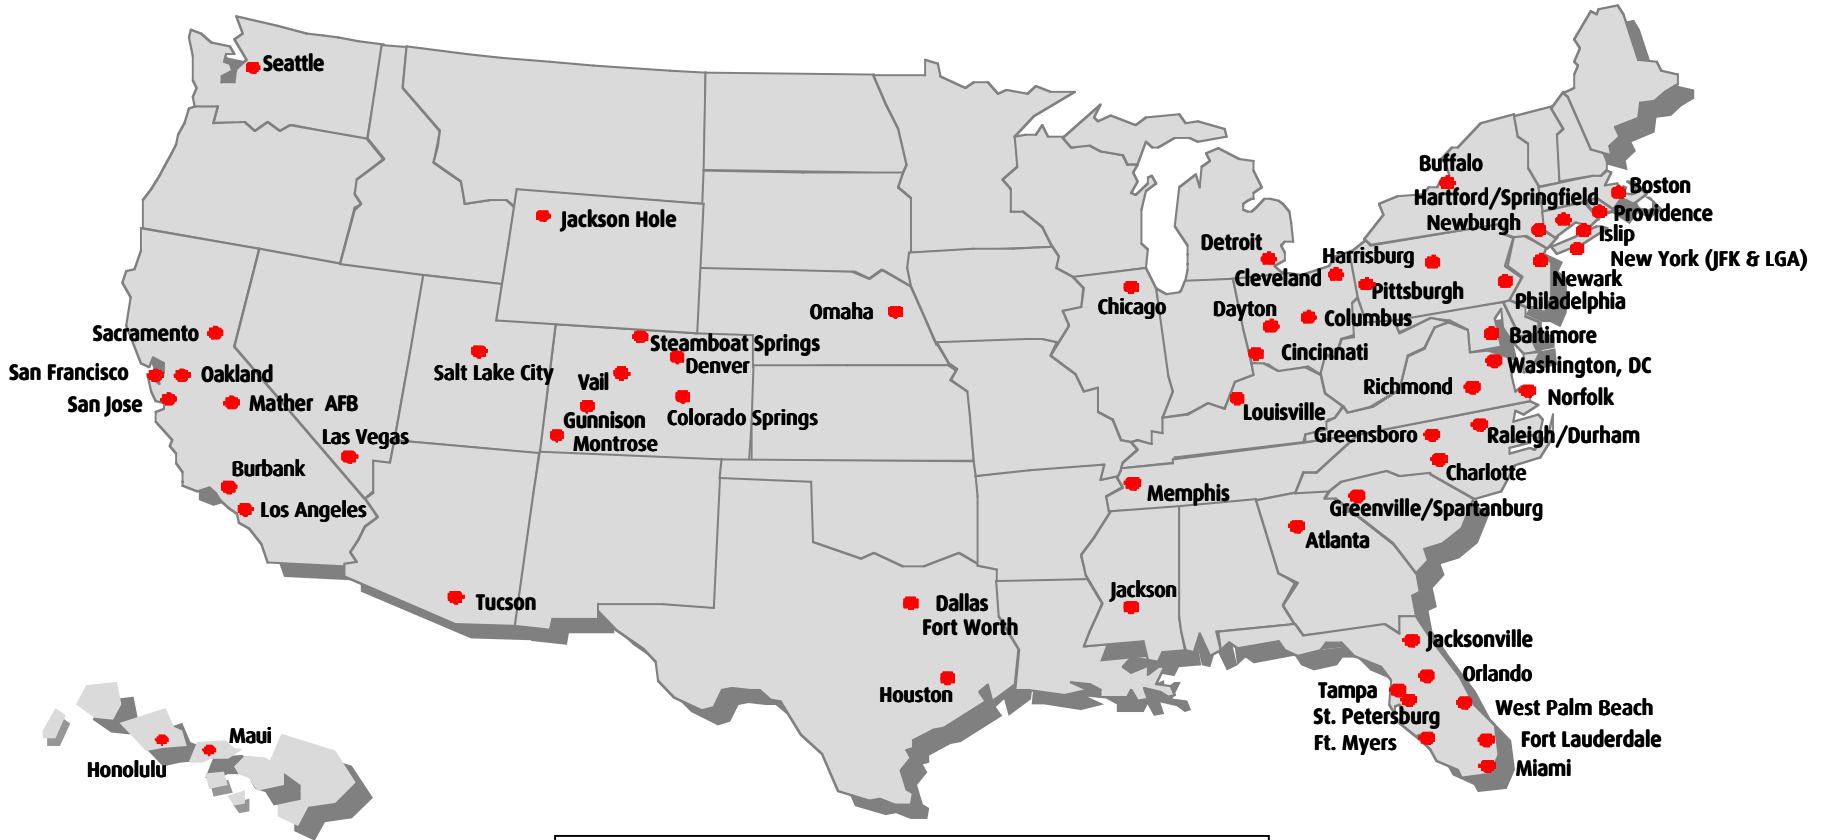 Seattle
Buffalo
Boston
Hartford/Springfield
Providence
Jackson Hole
Newburgh
Islip
Detroit
Harrisburg
New York (JFK & LGA)
Cleveland
Newark
Pittsburgh
Philadelphia
Chicago
Omaha
Dayton
Columbus
Sacramento
Baltimore
Steamboat Springs
Cincinnati
Denver
Washington, DC
San Francisco
Oakland
Salt Lake City
Vail
Richmond
Norfolk
San Jose
Mather AFB
Gunnison
Colorado Springs
Louisville
Las Vegas
Montrose
Greensboro
Raleigh/Durham
Burbank
Charlotte
Memphis
Los Angeles
Greenville/Spartanburg
Atlanta
Jackson
Tucson
Dallas
Fort Worth
Jacksonville
Orlando
Houston
Tampa
West Palm Beach
St. Petersburg
Maui
Ft. Myers
Fort Lauderdale
Honolulu
Miami